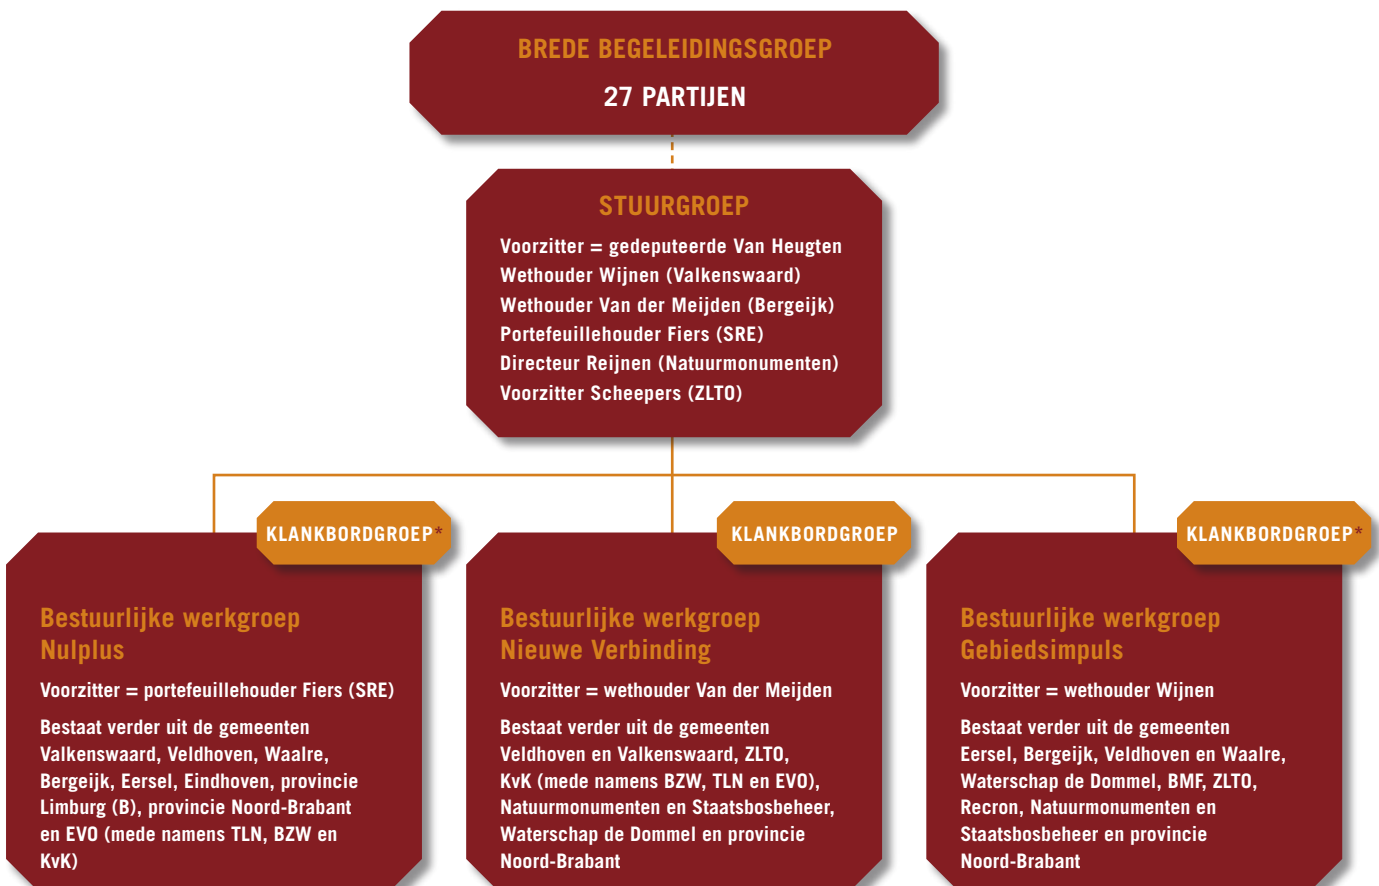 BREDE BEGELEIDINGSGROEP
27 PARTIJEN
STUURGROEP
Voorzitter = gedeputeerde Van Heugten
Wethouder Wijnen (Valkenswaard)
Wethouder Van der Meijden (Bergeijk)
Portefeuillehouder Fiers (SRE)
Directeur Reijnen (Natuurmonumenten)
Voorzitter Scheepers (ZLTO)
KLANKBORDGROEP*
Bestuurlijke werkgroep
Nulplus
Voorzitter = portefeuillehouder Fiers (SRE)
Bestaat verder uit de gemeenten
Valkenswaard, Veldhoven, Waalre,
Bergeijk, Eersel, Eindhoven, provincie
Limburg (B), provincie Noord-Brabant
en EVO (mede namens TLN, BZW en
KvK)
KLANKBORDGROEP
Bestuurlijke werkgroep
Nieuwe Verbinding
Voorzitter = wethouder Van der Meijden
Bestaat verder uit de gemeenten
Veldhoven en Valkenswaard, ZLTO,
KvK (mede namens BZW, TLN en EVO),
Natuurmonumenten en Staatsbosbeheer,
Waterschap de Dommel en provincie
Noord-Brabant
KLANKBORDGROEP*
Bestuurlijke werkgroep
Gebiedsimpuls
Voorzitter = wethouder Wijnen
Bestaat verder uit de gemeenten
Eersel, Bergeijk, Veldhoven en Waalre,
Waterschap de Dommel, BMF, ZLTO,
Recron, Natuurmonumenten en
Staatsbosbeheer en provincie
Noord-Brabant